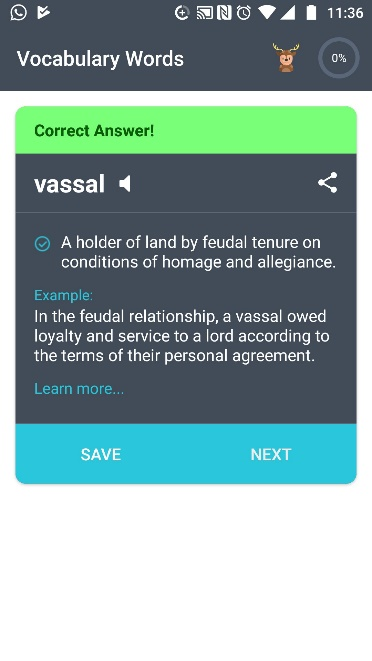 11:36
Vocabulary Words
0%
Correct Answer!
vassal
A holder of land by feudal tenure on
conditions of homage and allegiance.
Example:
In the feudal relationship, a vassal owed
loyalty and service to a lord according to
the terms of their personal agreement.
Learn more...
SAVE NEXT